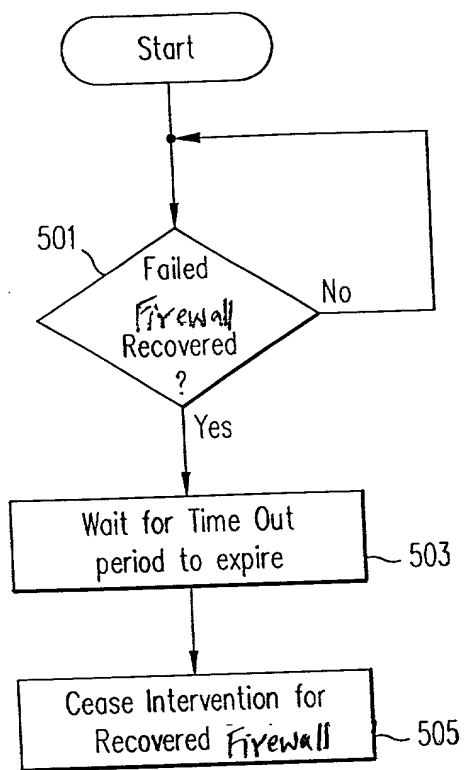 Start
501
Failed
Firewall
Recovered
?
No
Yes
Wait for Time Out
period to expire
503
Cease Intervention for
Recovered Firewall
505